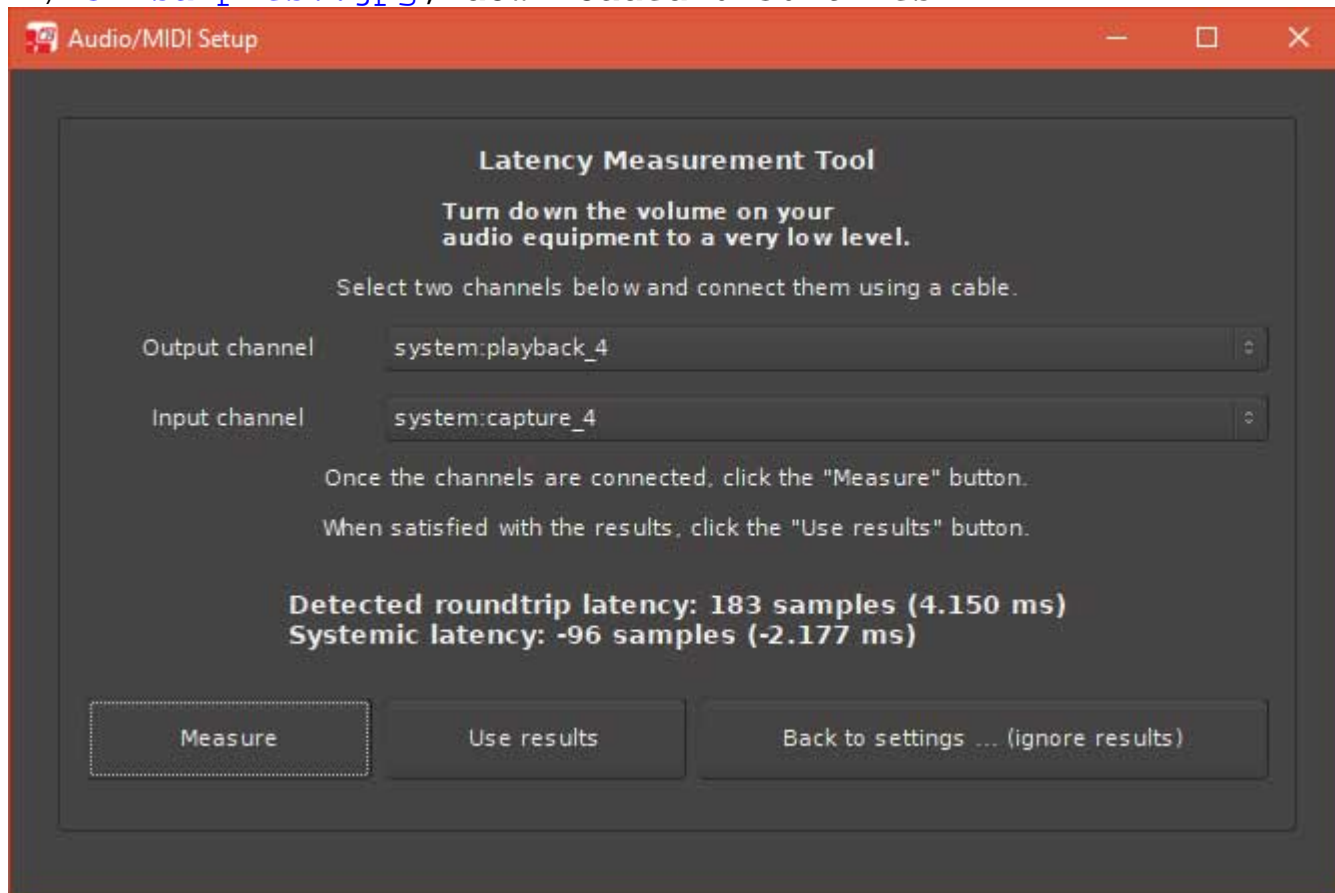 Audio/MIDI Setup
Latency Measurement Tool
Turn down the volume on your
audio equipment to a very low level.
Select two channels below and connect them using a cable.
Output channel system:playback_4
Input channel system:capture_4
Once the channels are connected, click the "Measure" button.
When satisfied with the results, click the "Use results" button.
Detected roundtrip latency: 183 samples (4.150 ms)
Systemic latency: -96 samples (-2.177 ms)
Measure Use results Back to settings ... (ignore results)